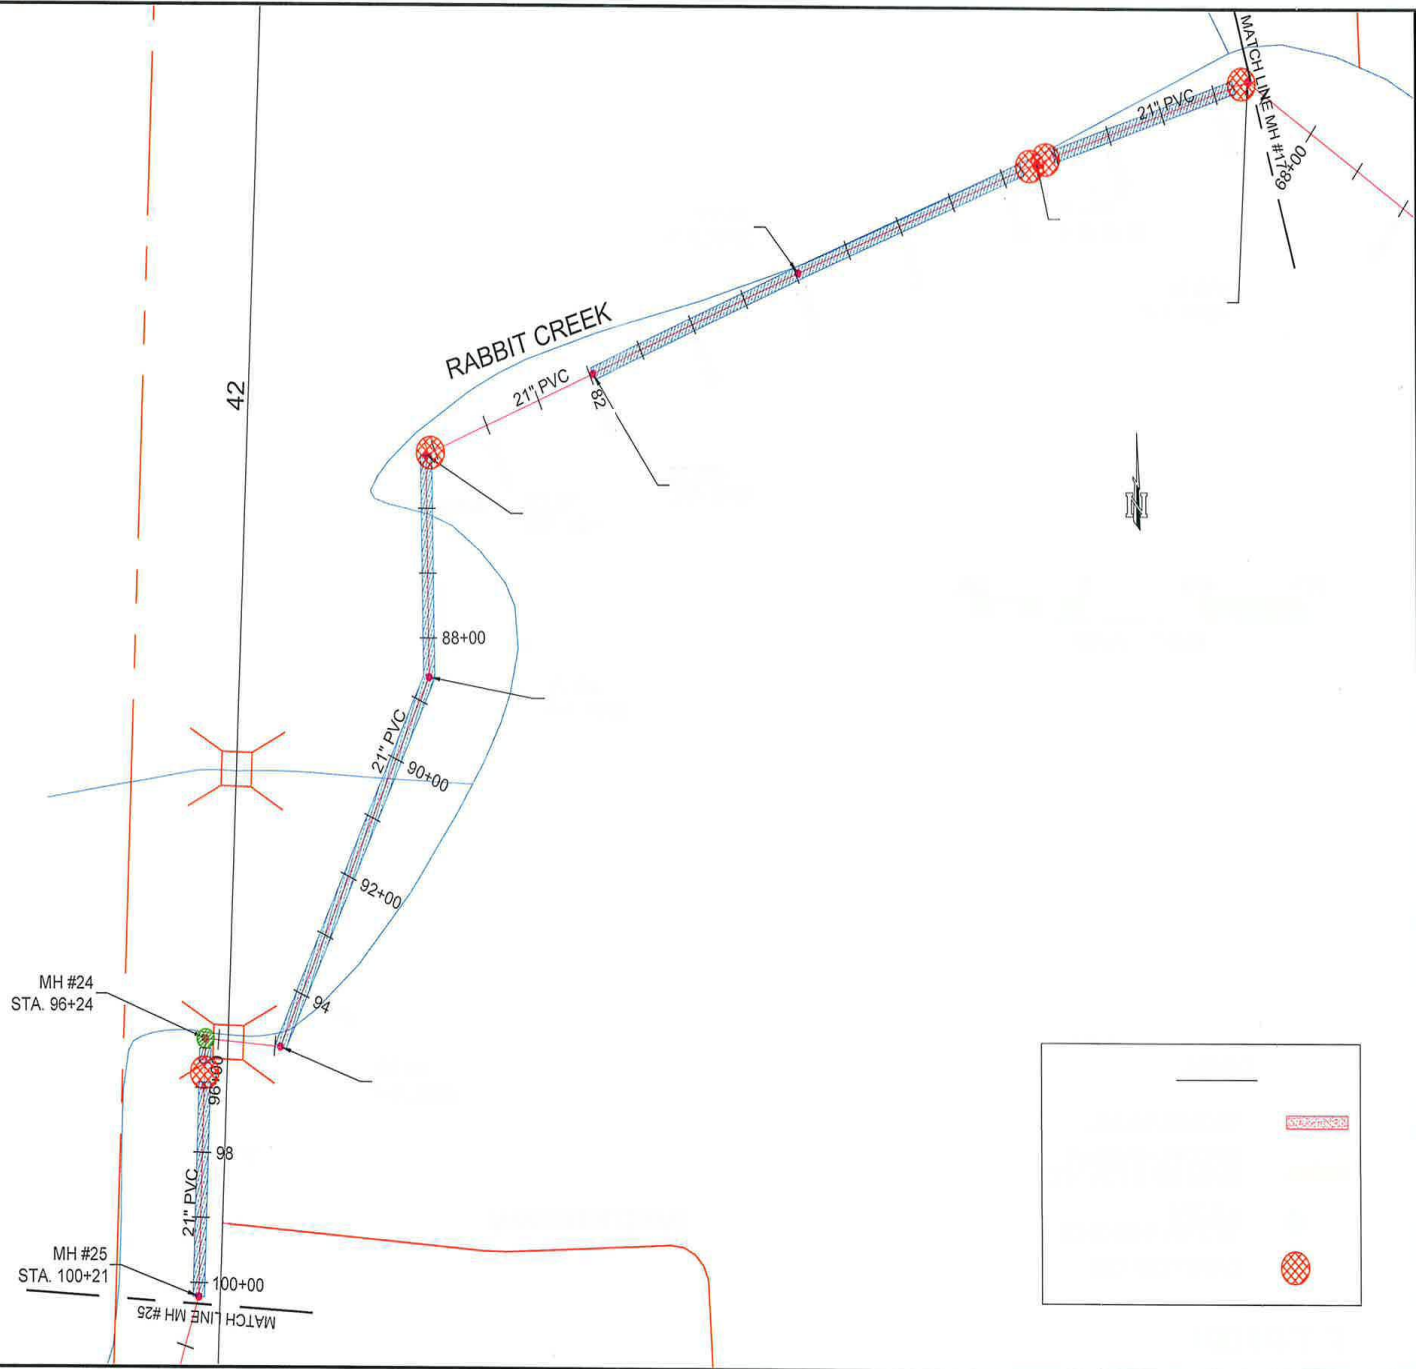 MATCH LINE MH #17
68+00
21" PVC
RABBIT CREEK
42
21" PVC
82
N
88+00
21" PVC
90+00
92+00
94
MH #24
STA. 96+24
96+00
98
21" PVC
MH #25
STA. 100+21
100+00
MATCH LINE MH #25